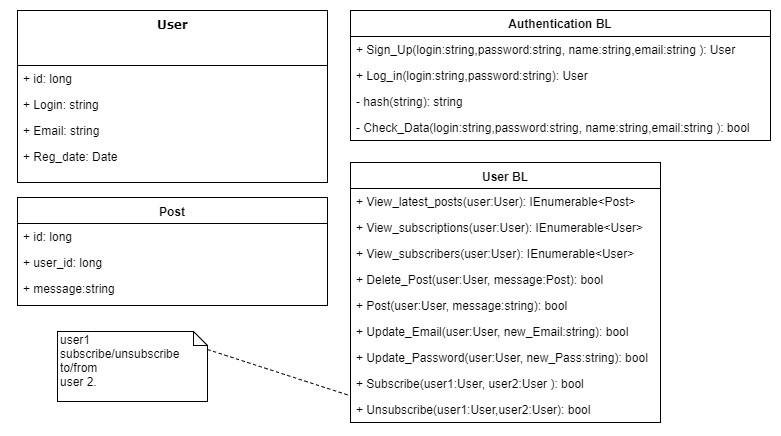 User
+ id: long
+ Login: string
+ Email: string
+ Reg_date: Date
Authentication BL
+ Sign_Up(login:string,password:string, name:string,email:string ): User
+ Log_in(login:string,password:string): User
- hash(string): string
- Check_Data(login:string,password:string, name:string,email:string ): bool
Post
+ id: long
+ user_id: long
+ message:string
User BL
+ View_latest_posts(user:User): IEnumerable<Post>
+ View_subscriptions(user:User): IEnumerable<User>
+ View_subscribers(user:User): IEnumerable<User>
+ Delete_Post(user:User, message:Post): bool
+ Post(user:User, message:string): bool
+ Update_Email(user:User, new_Email:string): bool
+ Update_Password(user:User, new_Pass:string): bool
+ Subscribe(user1:User, user2:User ): bool
+ Unsubscribe(user1:User,user2:User): bool
user1
subscribe/unsubscribe
to/from
user 2.